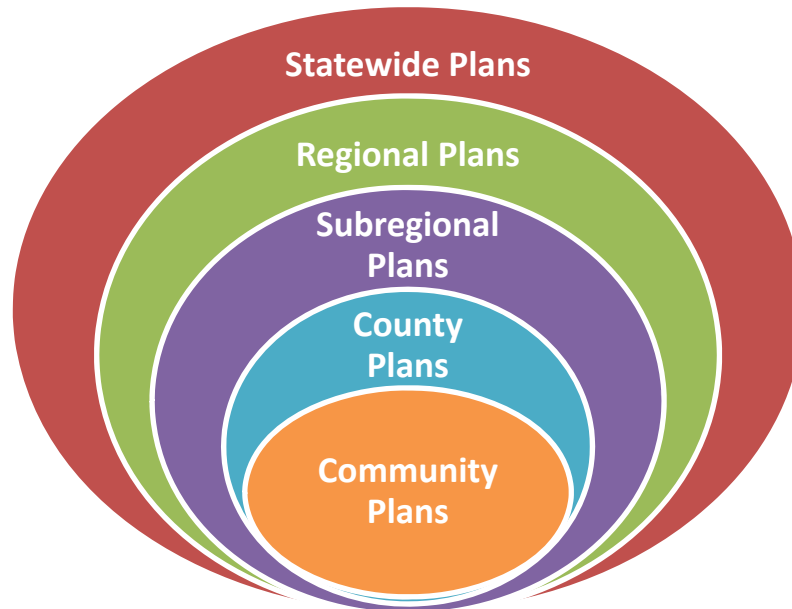 Statewide Plans
Regional Plans
Subregional
Plans
County
Plans
Community
Plans